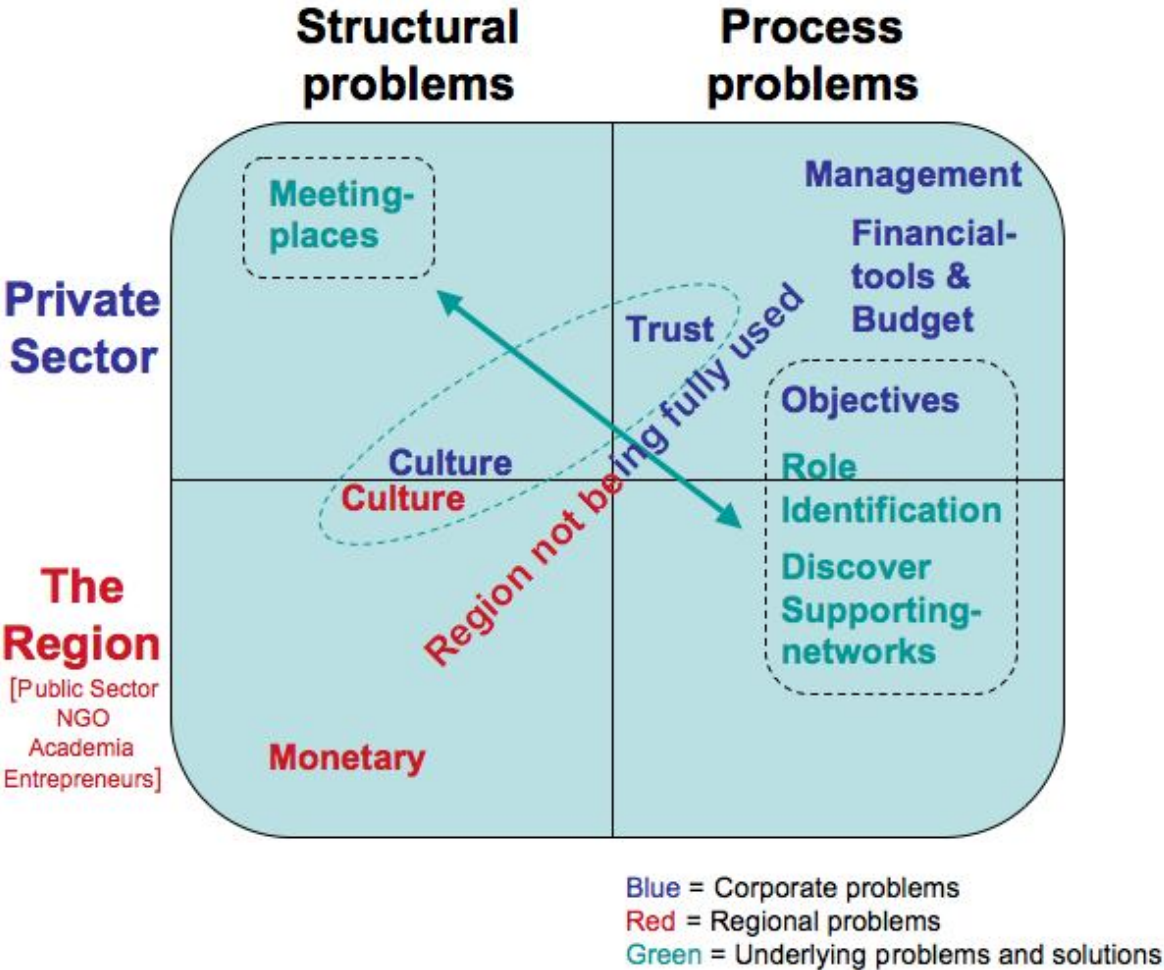 Structural
problems
Process
problems
Private
Sector
The
Region
[Public Sector
NGO
Academia
Entrepreneurs]
Meeting-
places
Management
Financial-
tools &
Budget
Trust
Objectives
Culture
Culture
Role
Identification
Discover
Supporting-
networks
Region not being fully used
Monetary
Blue = Corporate problems
Red = Regional problems
Green = Underlying problems and solutions